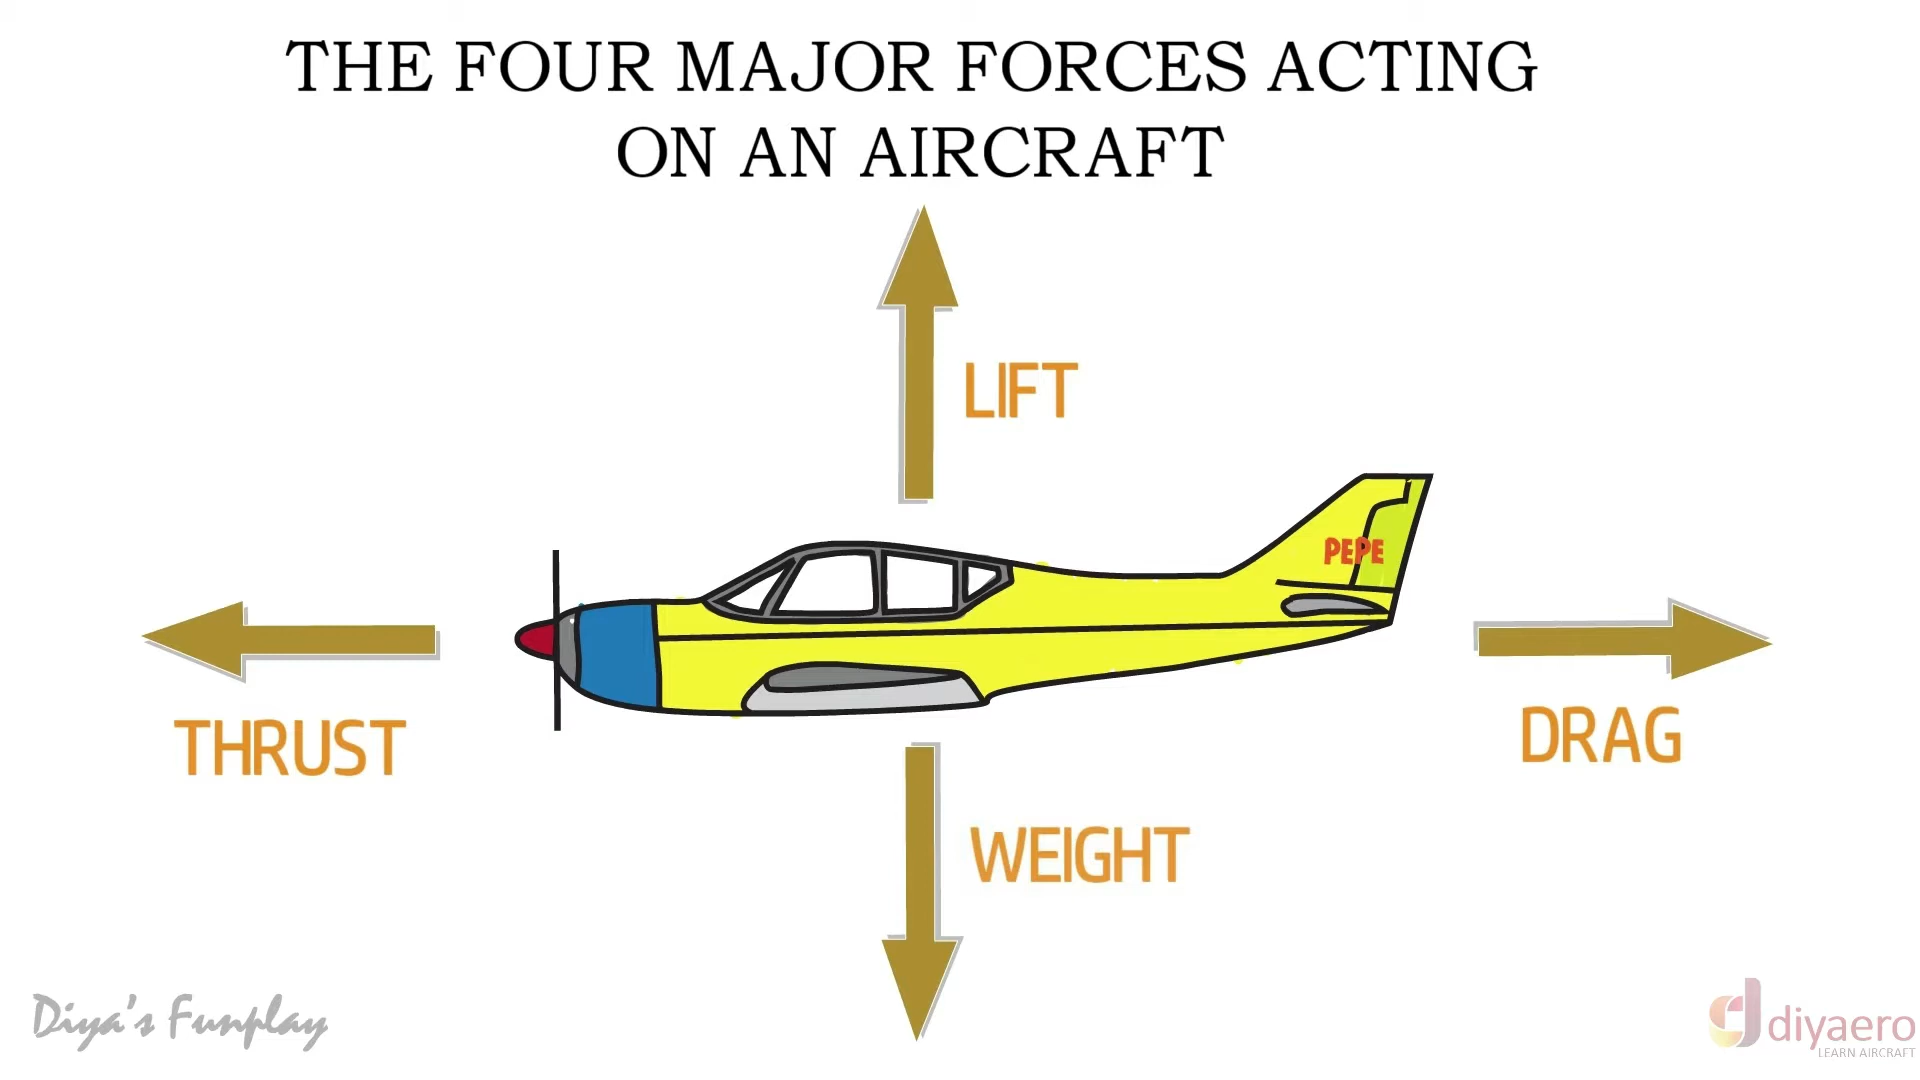 THE FOUR MAJOR FORCES ACTING
ON AN AIRCRAFT
LIFT
PEPE
THRUST
DRAG
WEIGHT
Diya's Funplay
diyaero
LEARN AIRCRAFT